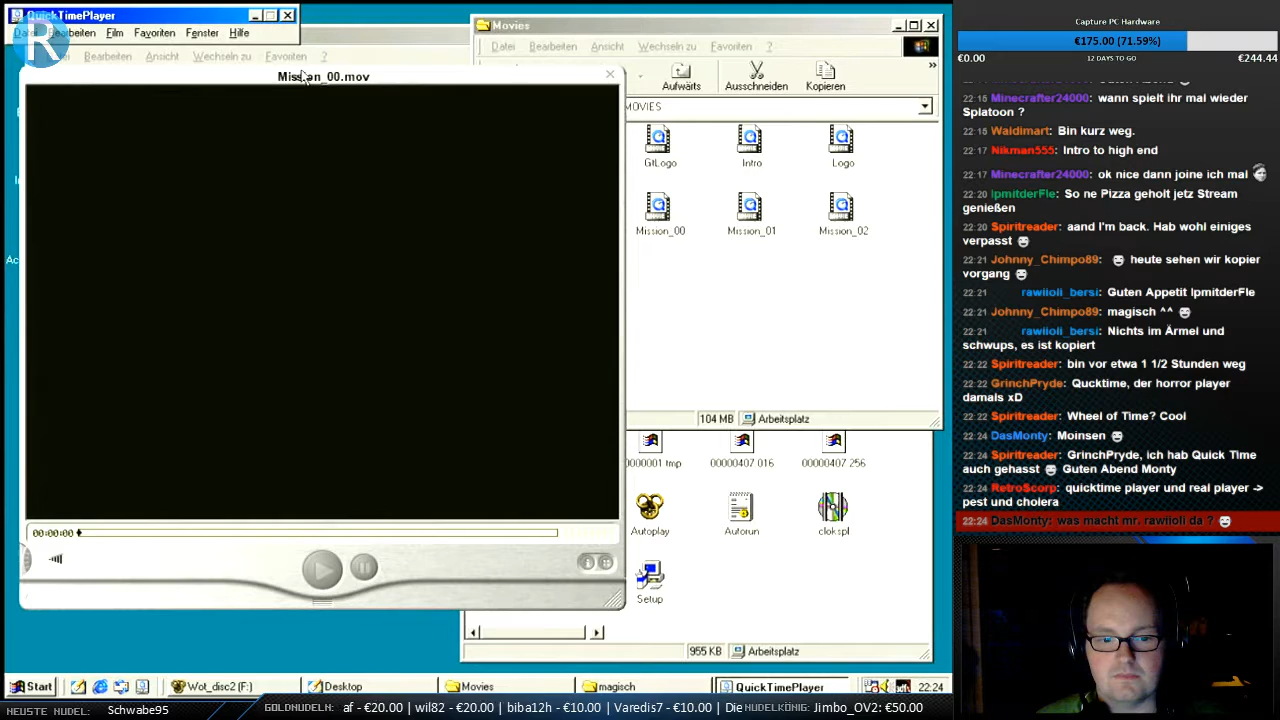 QuickTimePlayer
Datei Bearbeiten Film Favoriten Fenster Hilfe
Bearbeiten Ansicht Wechseln zu Favoriten ?
Mission_00.mov
00:00:00
R
Movies
Datei Bearbeiten Ansicht Wechseln zu Favoriten ?
Aufwärts Ausschneiden Kopieren
MOVIES
GtLogo Intro Logo
Mission_00 Mission_01 Mission_02
104 MB Arbeitsplatz
0000001.tmp 00000407.016 00000407.256
Autoplay Autorun clokspl
Setup
955 KB Arbeitsplatz
Start Wot_disc2 (F:) Desktop Movies magisch QuickTimePlayer 22:24
Capture PC Hardware
€175.00 (71.59%)
€0.00 12 DAYS TO GO €244.44
22:16 Minecrafter24000: wann spielt ihr mal wieder
Splatoon ?
22:16 Waldimart: Bin kurz weg.
22:17 Nikman555: Intro to high end
22:17 Minecrafter24000: ok nice dann joine ich mal
22:20 IpmitderFle: So ne Pizza geholt jetz Stream
genießen
22:20 Spiritreader: aand I'm back. Hab wohl einiges
verpasst
22:21 Johnny_Chimpo89: heute sehen wir kopier
vorgang
22:21 rawiioli_bersi: Guten Appetit IpmitderFle
22:21 Johnny_Chimpo89: magisch ^^
22:21 rawiioli_bersi: Nichts im Ärmel und
schwups, es ist kopiert
22:22 Spiritreader: bin vor etwa 1 1/2 Stunden weg
22:22 GrinchPryde: Qucktime, der horror player
damals xD
22:22 Spiritreader: Wheel of Time? Cool
22:24 DasMonty: Moinsen
22:24 Spiritreader: GrinchPryde, ich hab Quick Time
auch gehasst Guten Abend Monty
22:24 RetroScorp: quicktime player und real player ->
pest und cholera
22:24 DasMonty: was macht mr. rawiioli da ?
NEUSTE NUDEL: Schwabe95
GOLDNUDELN: af - €20.00 | wil82 - €20.00 | biba12h - €10.00 | Varedis7 - €10.00 | Die
NUDELKÖNIG: Jimbo_OV2: €50.00